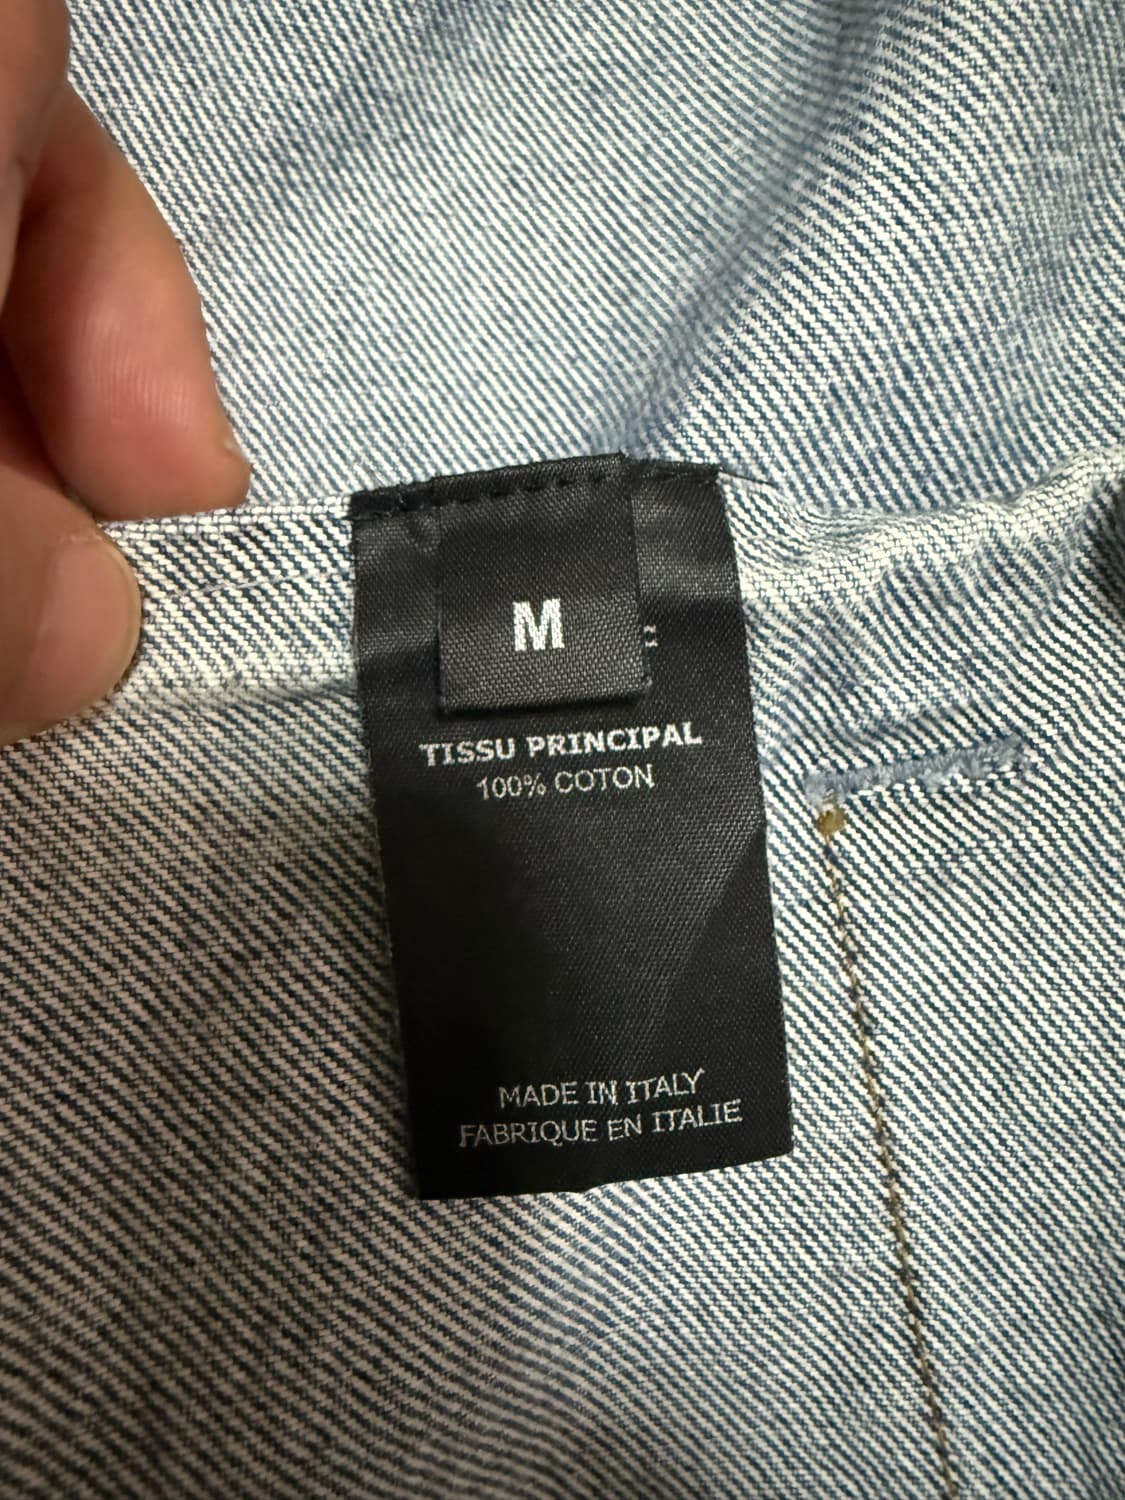 M
TISSU PRINCIPAL
100% COTON
MADE IN ITALY
FABRIQUE EN ITALIE